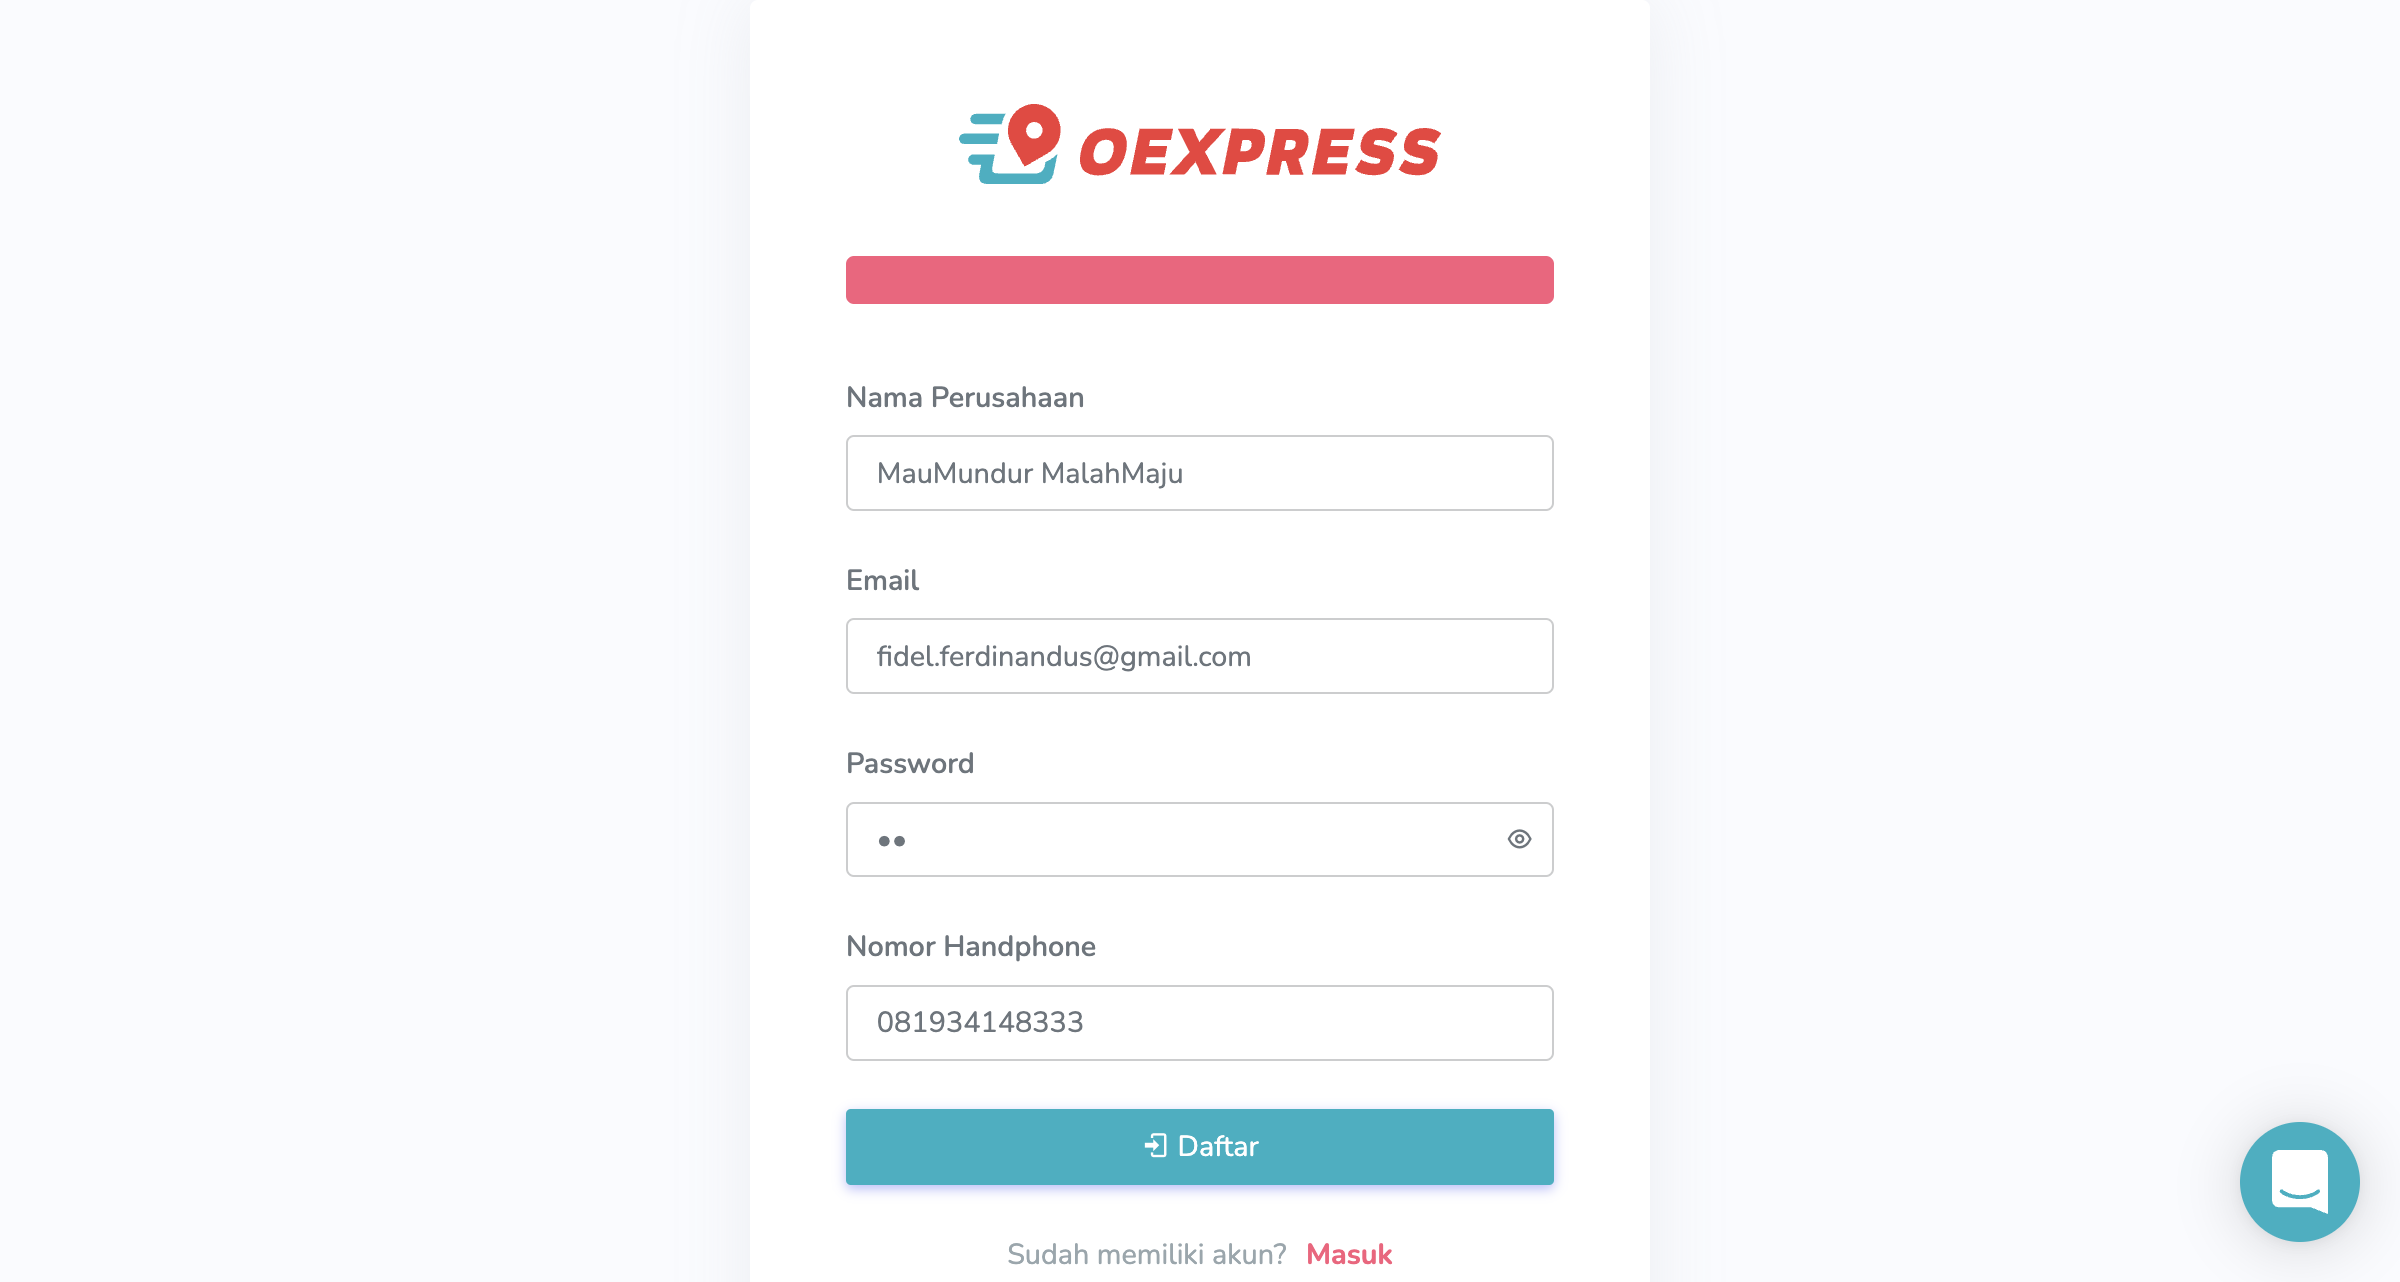 OEXPRESS
Nama Perusahaan
MauMundur MalahMaju
Email
fidel.ferdinandus@gmail.com
Password
••
Nomor Handphone
081934148333
Daftar
Sudah memiliki akun? Masuk